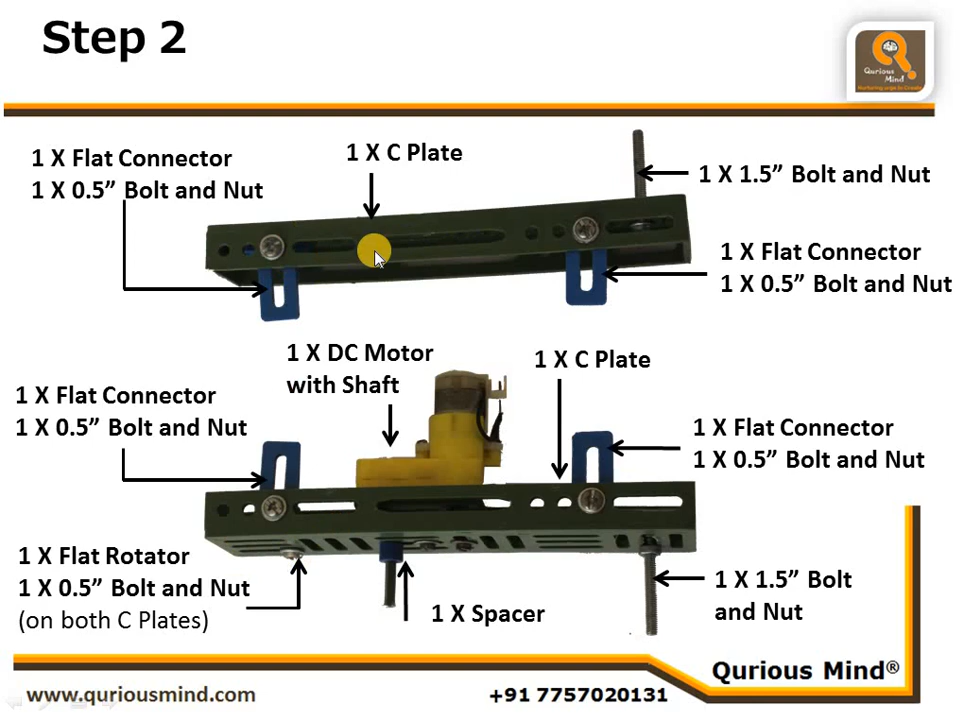 Step 2
Qurious
Mind
1 X Flat Connector
1 X 0.5” Bolt and Nut
1 X C Plate
1 X 1.5” Bolt and Nut
1 X Flat Connector
1 X 0.5” Bolt and Nut
1 X DC Motor
with Shaft
1 X C Plate
1 X Flat Connector
1 X 0.5” Bolt and Nut
1 X Flat Connector
1 X 0.5” Bolt and Nut
1 X Flat Rotator
1 X 0.5” Bolt and Nut
(on both C Plates)
1 X Spacer
1 X 1.5” Bolt
and Nut
Qurious Mind®
www.quriousmind.com
+91 7757020131